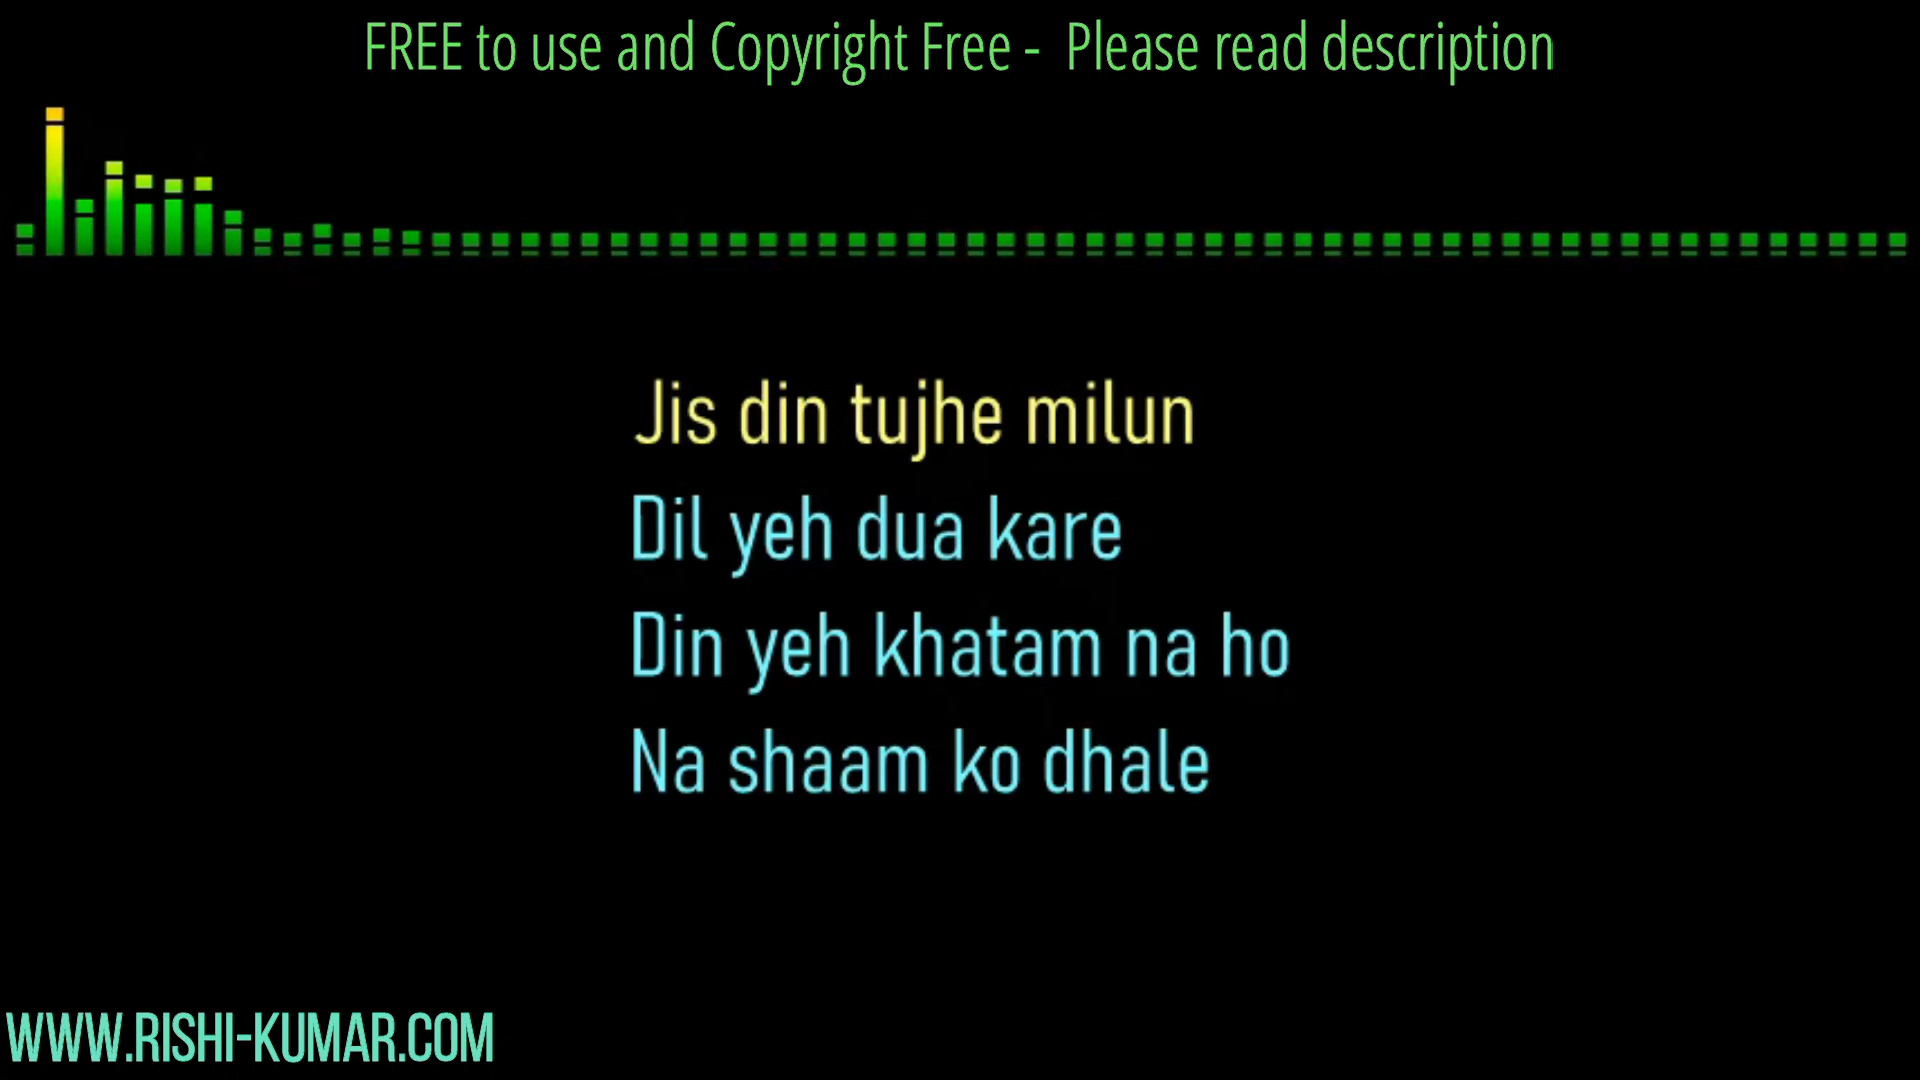 FREE to use and Copyright Free - Please read description
Jis din tujhe milun
Dil yeh dua kare
Din yeh khatam na ho
Na shaam ko dhale
WWW.RISHI-KUMAR.COM